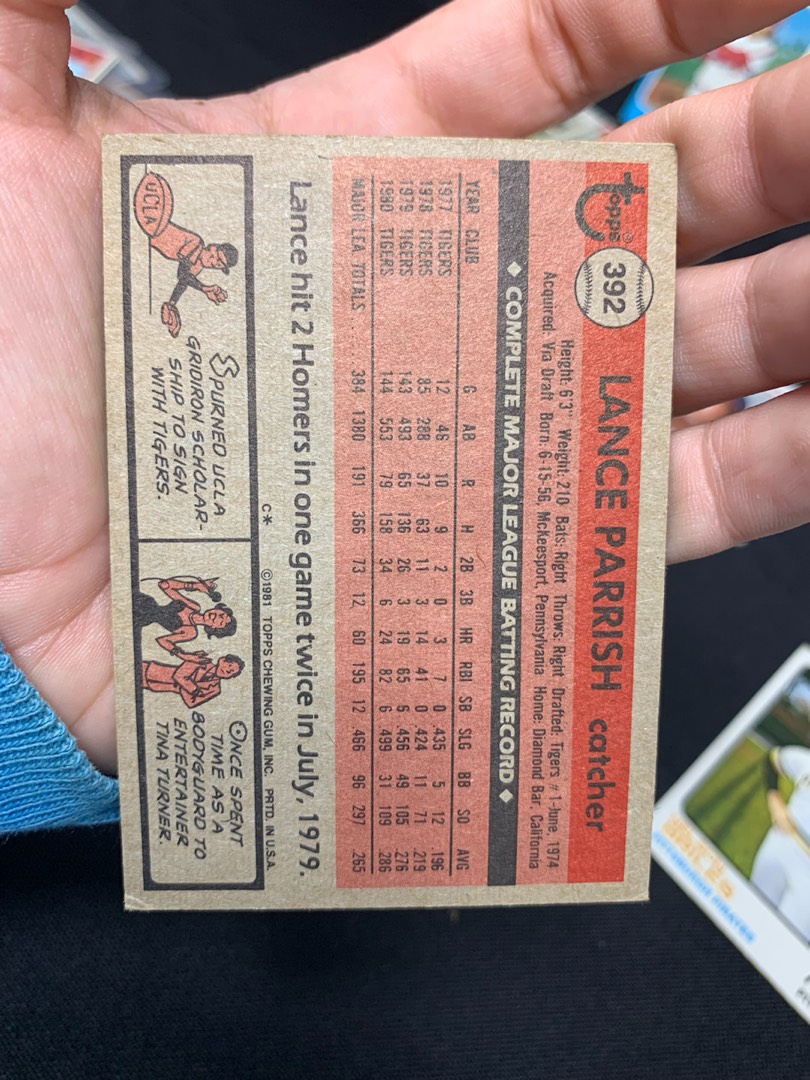 topps®
392
LANCE PARRISH catcher
Height: 6'3" Weight: 210 Bats: Right Throws: Right Drafted: Tigers #1-June, 1974
Acquired: Via Draft Born: 6-15-56, McKeesport, Pennsylvania Home: Diamond Bar, California
◆ COMPLETE MAJOR LEAGUE BATTING RECORD ◆
YEAR CLUB G AB R H 2B 3B HR RBI SB SLG BB SO AVG
1977 TIGERS 12 46 10 9 2 0 3 7 0 .435 5 12 .196
1978 TIGERS 85 288 37 63 11 3 14 41 0 .424 11 71 .219
1979 TIGERS 143 493 65 136 26 3 19 65 6 .456 49 105 .276
1980 TIGERS 144 553 79 158 34 6 24 82 6 .499 31 109 .286
MAJOR LEA. TOTALS .... 384 1380 191 366 73 12 60 195 12 .466 96 297 .265
Lance hit 2 Homers in one game twice in July, 1979.
C* ©1981 TOPPS CHEWING GUM, INC. PRTD. IN U.S.A.
UCLA
SPURNED UCLA
GRIDIRON SCHOLAR-
SHIP TO SIGN
WITH TIGERS.
ONCE SPENT
TIME AS A
BODYGUARD TO
ENTERTAINER
TINA TURNER.
PITTSBURGH PIRATES